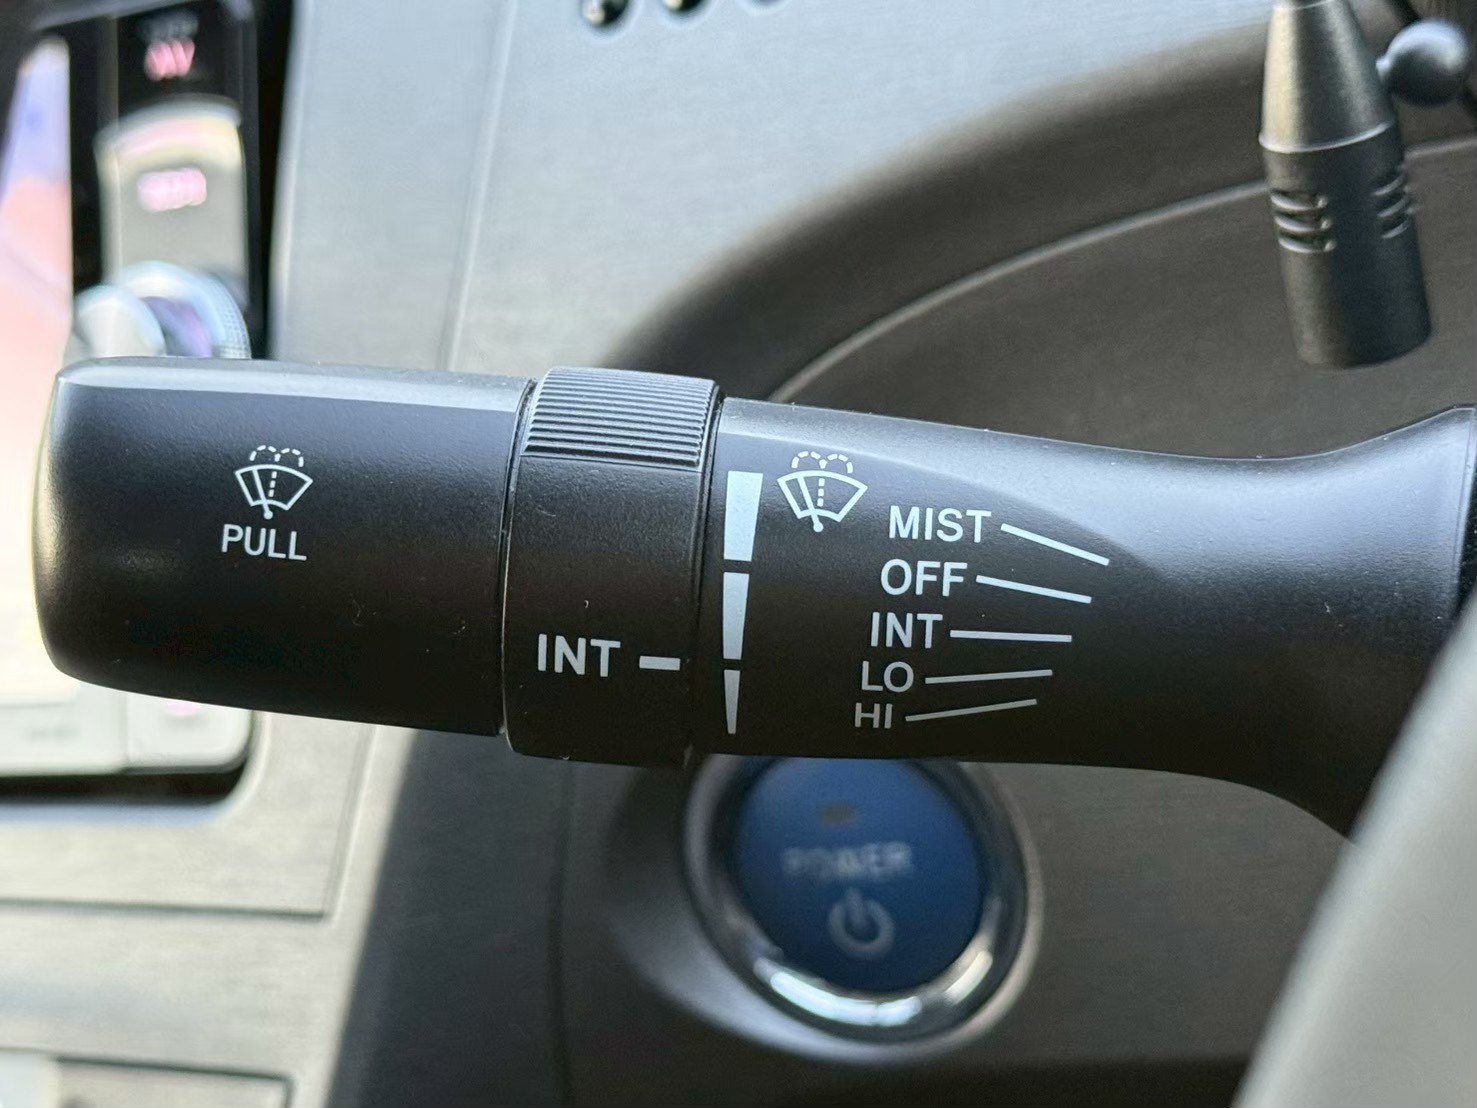 PULL
INT
MIST
OFF
INT
LO
HI
POWER